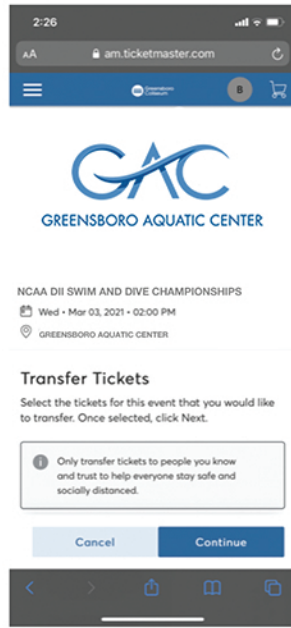 2:26
AA am.ticketmaster.com
Greensboro
Coliseum
B
GAC
GREENSBORO AQUATIC CENTER
NCAA DII SWIM AND DIVE CHAMPIONSHIPS
Wed • Mar 03, 2021 • 02:00 PM
GREENSBORO AQUATIC CENTER
Transfer Tickets
Select the tickets for this event that you would like
to transfer. Once selected, click Next.
Only transfer tickets to people you know
and trust to help everyone stay safe and
socially distanced.
Cancel Continue